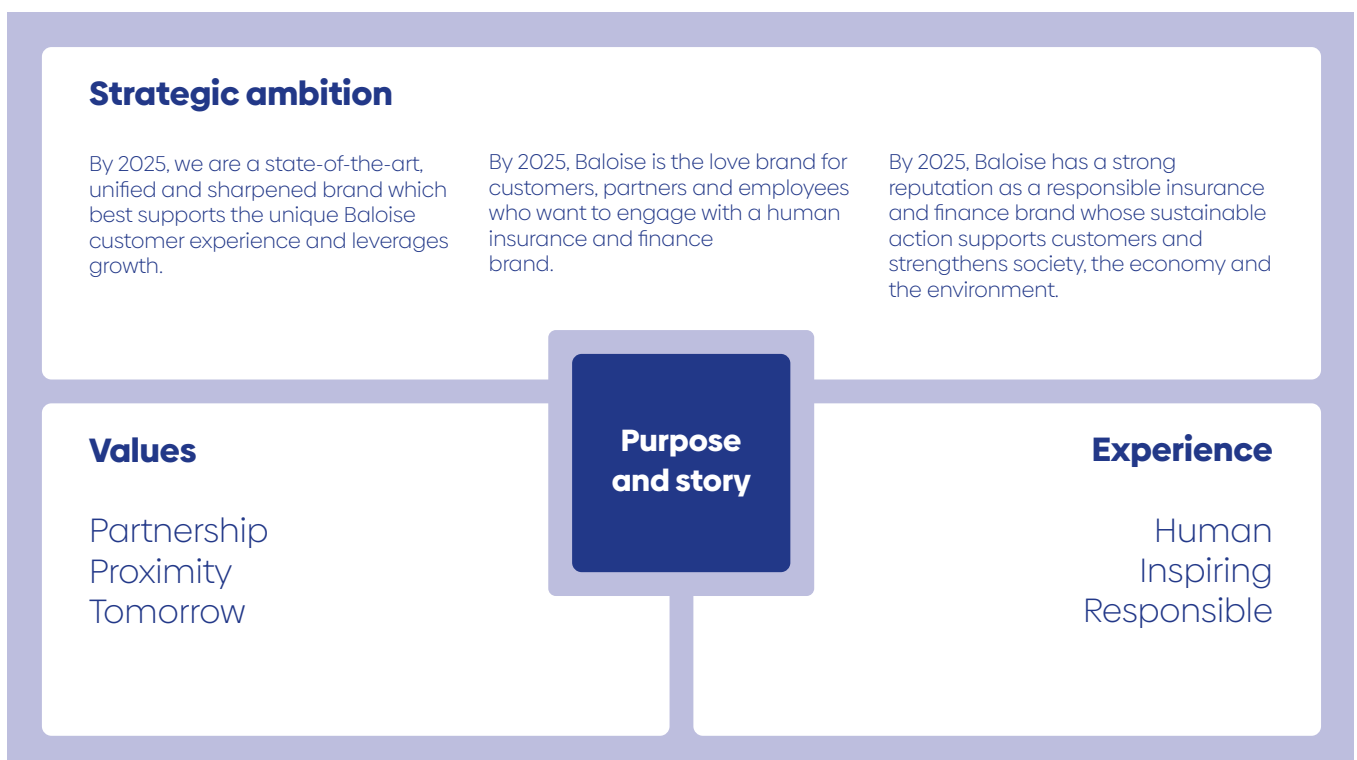 Strategic ambition
By 2025, we are a state-of-the-art,
unified and sharpened brand which
best supports the unique Baloise
customer experience and leverages
growth.
By 2025, Baloise is the love brand for
customers, partners and employees
who want to engage with a human
insurance and finance
brand.
By 2025, Baloise has a strong
reputation as a responsible insurance
and finance brand whose sustainable
action supports customers and
strengthens society, the economy and
the environment.
Purpose
and story
Values
Partnership
Proximity
Tomorrow
Experience
Human
Inspiring
Responsible